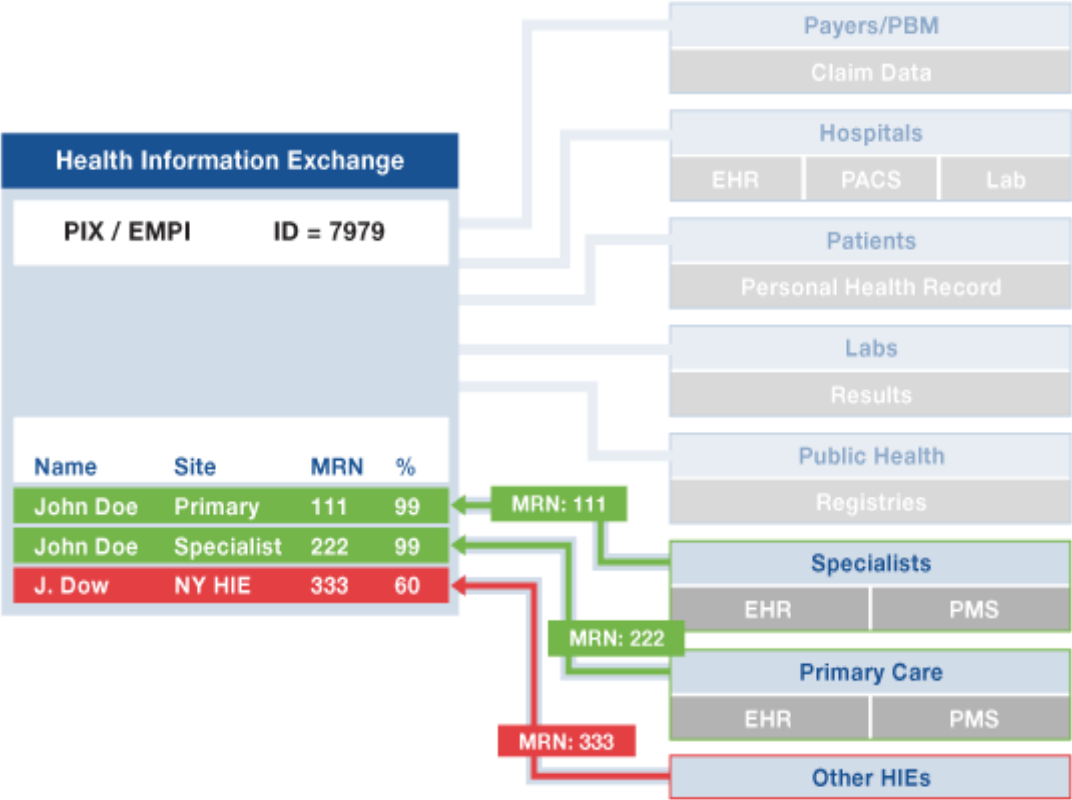 Health Information Exchange
PIX / EMPI ID = 7979
Name Site MRN %
John Doe Primary 111 99
John Doe Specialist 222 99
J. Dow NY HIE 333 60
MRN: 111
MRN: 222
MRN: 333
Payers/PBM
Claim Data
Hospitals
EHR PACS Lab
Patients
Personal Health Record
Labs
Results
Public Health
Registries
Specialists
EHR PMS
Primary Care
EHR PMS
Other HIEs